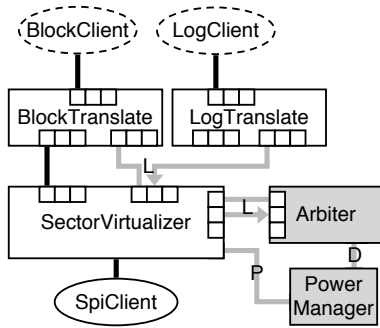 BlockClient LogClient
BlockTranslate LogTranslate
L
SectorVirtualizer L Arbiter
P D
SpiClient Power
Manager